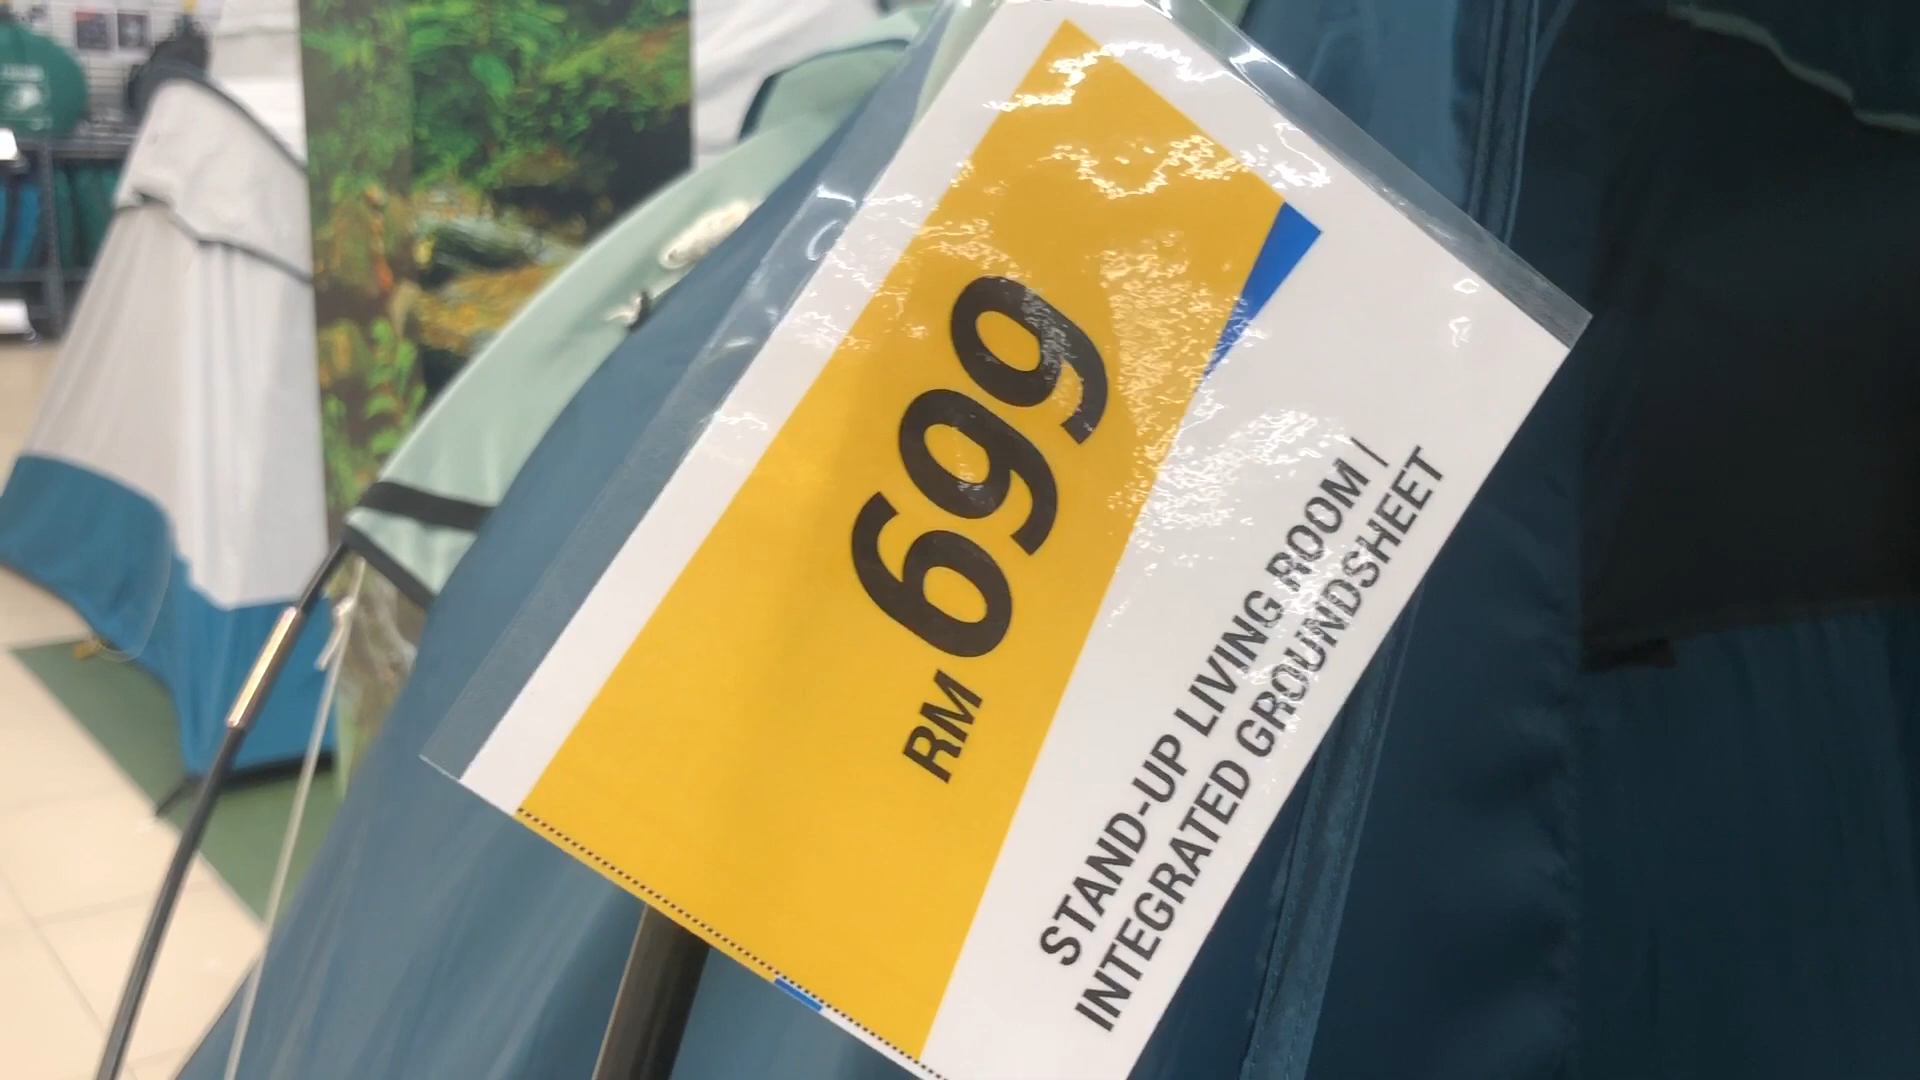 RM 699
STAND-UP LIVING ROOM /
INTEGRATED GROUNDSHEET